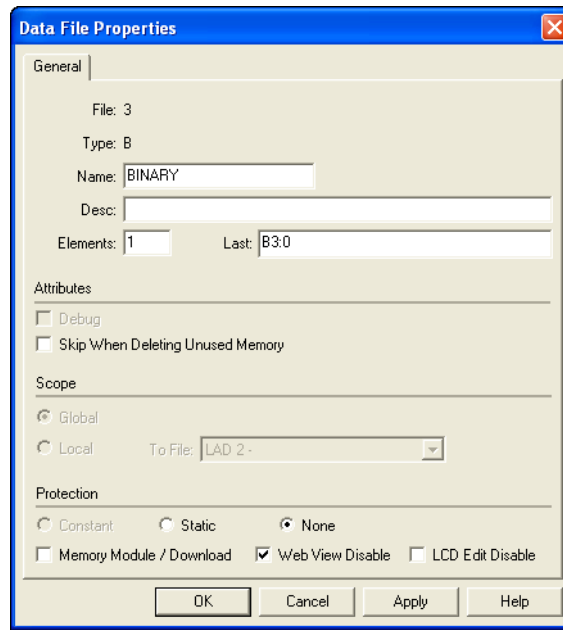 Data File Properties
General
File: 3
Type: B
Name: BINARY
Desc:
Elements: 1 Last: B3:0
Attributes
Debug
Skip When Deleting Unused Memory
Scope
Global
Local To File: LAD 2 -
Protection
Constant Static None
Memory Module / Download Web View Disable LCD Edit Disable
OK Cancel Apply Help